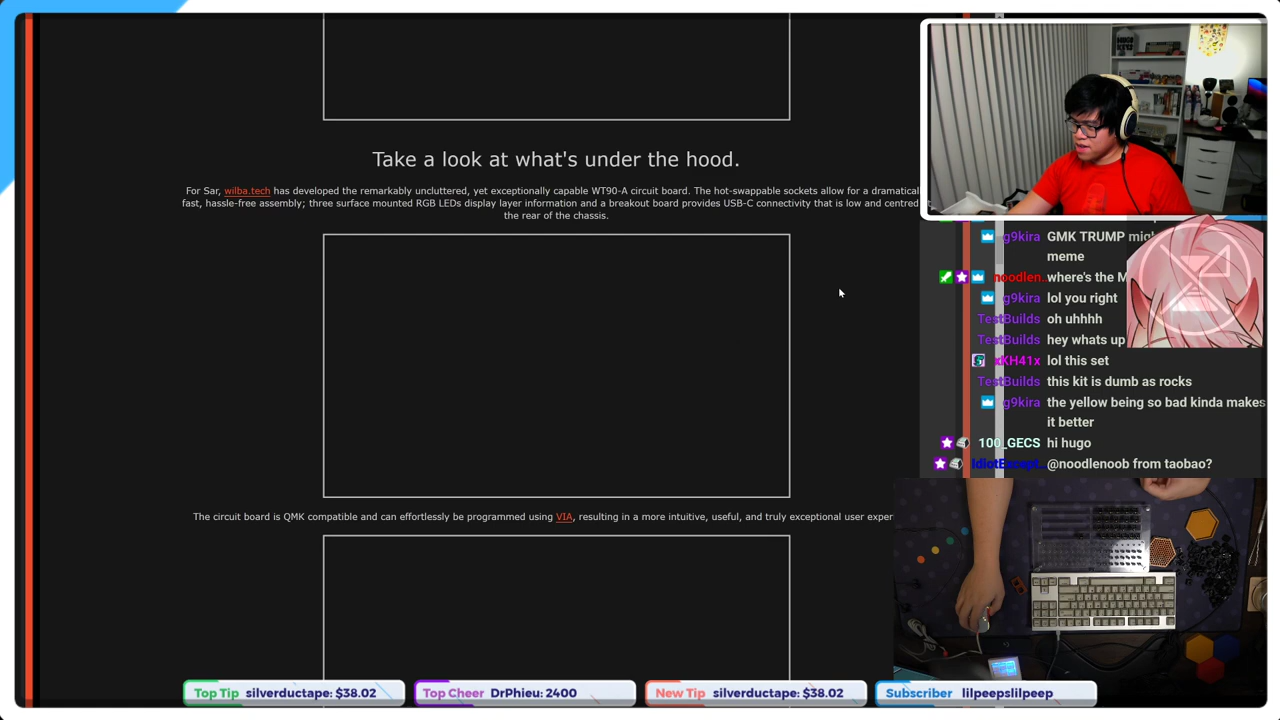 Take a look at what's under the hood.
For Sar, wilba.tech has developed the remarkably uncluttered, yet exceptionally capable WT90-A circuit board. The hot-swappable sockets allow for a
fast, hassle-free assembly; three surface mounted RGB LEDs display layer information and a breakout board provides USB-C connectivity that is low and centred
the rear of the chassis.
The circuit board is QMK compatible and can effortlessly be programmed using VIA, resulting in a more intuitive, useful, and truly exceptional user
g9kira GMK TRUMP
meme
where's the
g9kira lol you right
TestBuilds oh uhhhh
TestBuilds hey whats up
xKH41x lol this set
TestBuilds this kit is dumb as rocks
g9kira the yellow being so bad kinda makes
it better
100_GECS hi hugo
@noodlenoob from taobao?
Top Tip silverductape: $38.02
Top Cheer DrPhieu: 2400
New Tip silverductape: $38.02
Subscriber lilpeepslilpeep